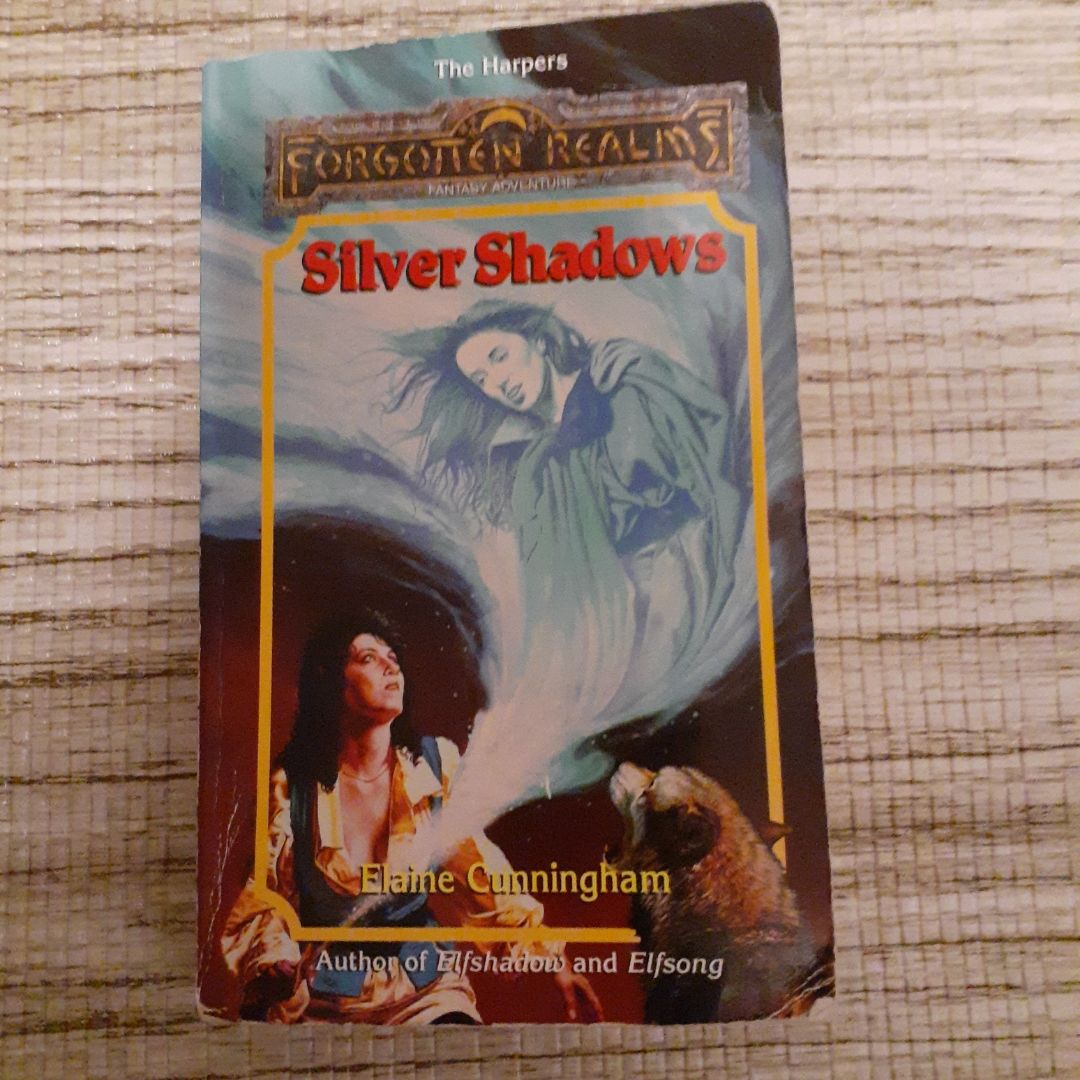 The Harpers
FORGOTTEN REALMS
FANTASY ADVENTURE
Silver Shadows
Elaine Cunningham
Author of Elfshadow and Elfsong